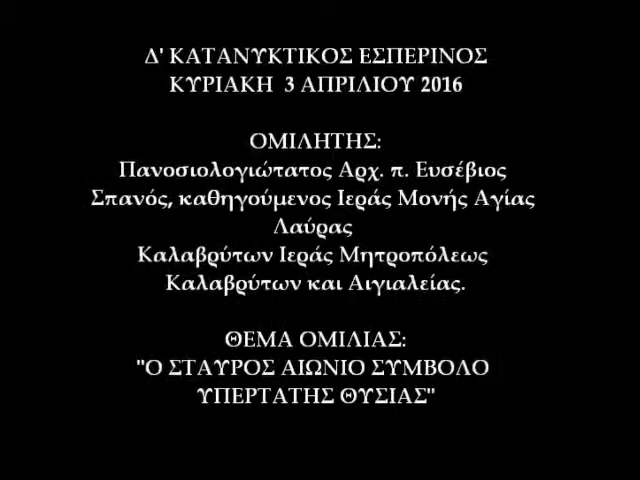 Δ' ΚΑΤΑΝΥΚΤΙΚΟΣ ΕΣΠΕΡΙΝΟΣ
ΚΥΡΙΑΚΗ 3 ΑΠΡΙΛΙΟΥ 2016
ΟΜΙΛΗΤΗΣ:
Πανοσιολογιώτατος Αρχ. π. Ευσέβιος
Σπανός, καθηγούμενος Ιεράς Μονής Αγίας
Λαύρας
Καλαβρύτων Ιεράς Μητροπόλεως
Καλαβρύτων και Αιγιαλείας.
ΘΕΜΑ ΟΜΙΛΙΑΣ:
"Ο ΣΤΑΥΡΟΣ ΑΙΩΝΙΟ ΣΥΜΒΟΛΟ
ΥΠΕΡΤΑΤΗΣ ΘΥΣΙΑΣ"